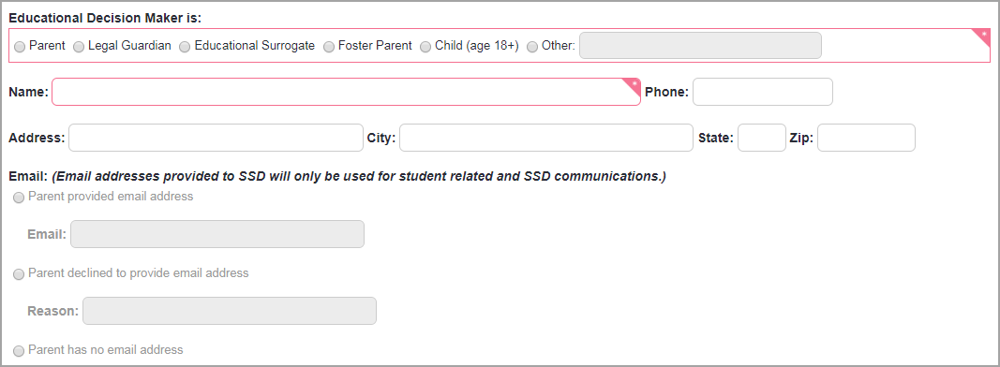 Educational Decision Maker is:
Parent Legal Guardian Educational Surrogate Foster Parent Child (age 18+) Other: *
Name: * Phone:
Address: City: State: Zip:
Email: (Email addresses provided to SSD will only be used for student related and SSD communications.)
Parent provided email address
Email:
Parent declined to provide email address
Reason:
Parent has no email address